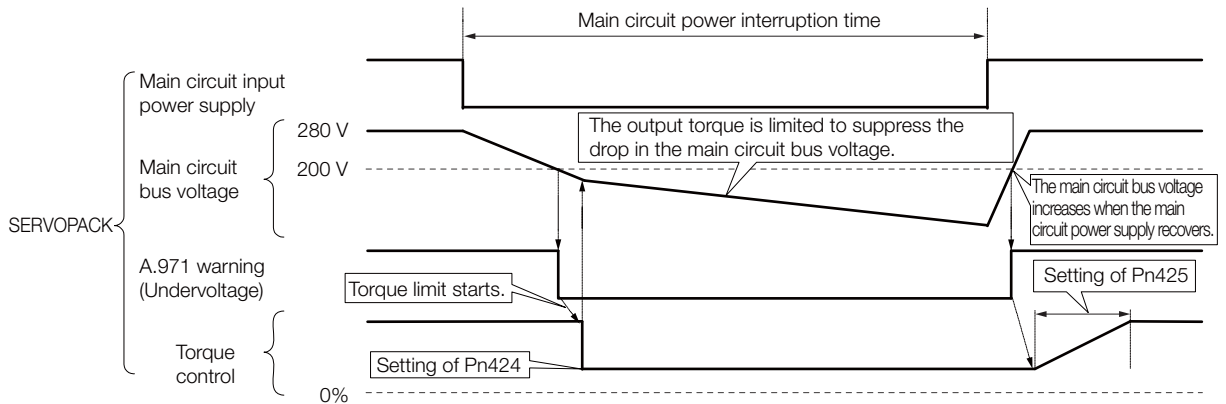 Main circuit power interruption time
Main circuit input
power supply
280 V
The output torque is limited to suppress the
drop in the main circuit bus voltage.
200 V
Main circuit
bus voltage
The main circuit bus voltage
increases when the main
circuit power supply recovers.
SERVOPACK
A.971 warning
(Undervoltage)
Torque limit starts.
Setting of Pn425
Torque
control
Setting of Pn424
0%